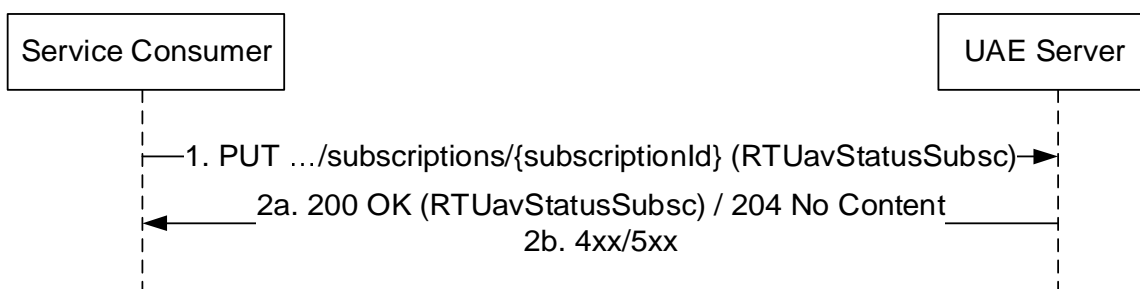 Service Consumer
UAE Server
1. PUT …/subscriptions/{subscriptionId} (RTUavStatusSubsc)
2a. 200 OK (RTUavStatusSubsc) / 204 No Content
2b. 4xx/5xx